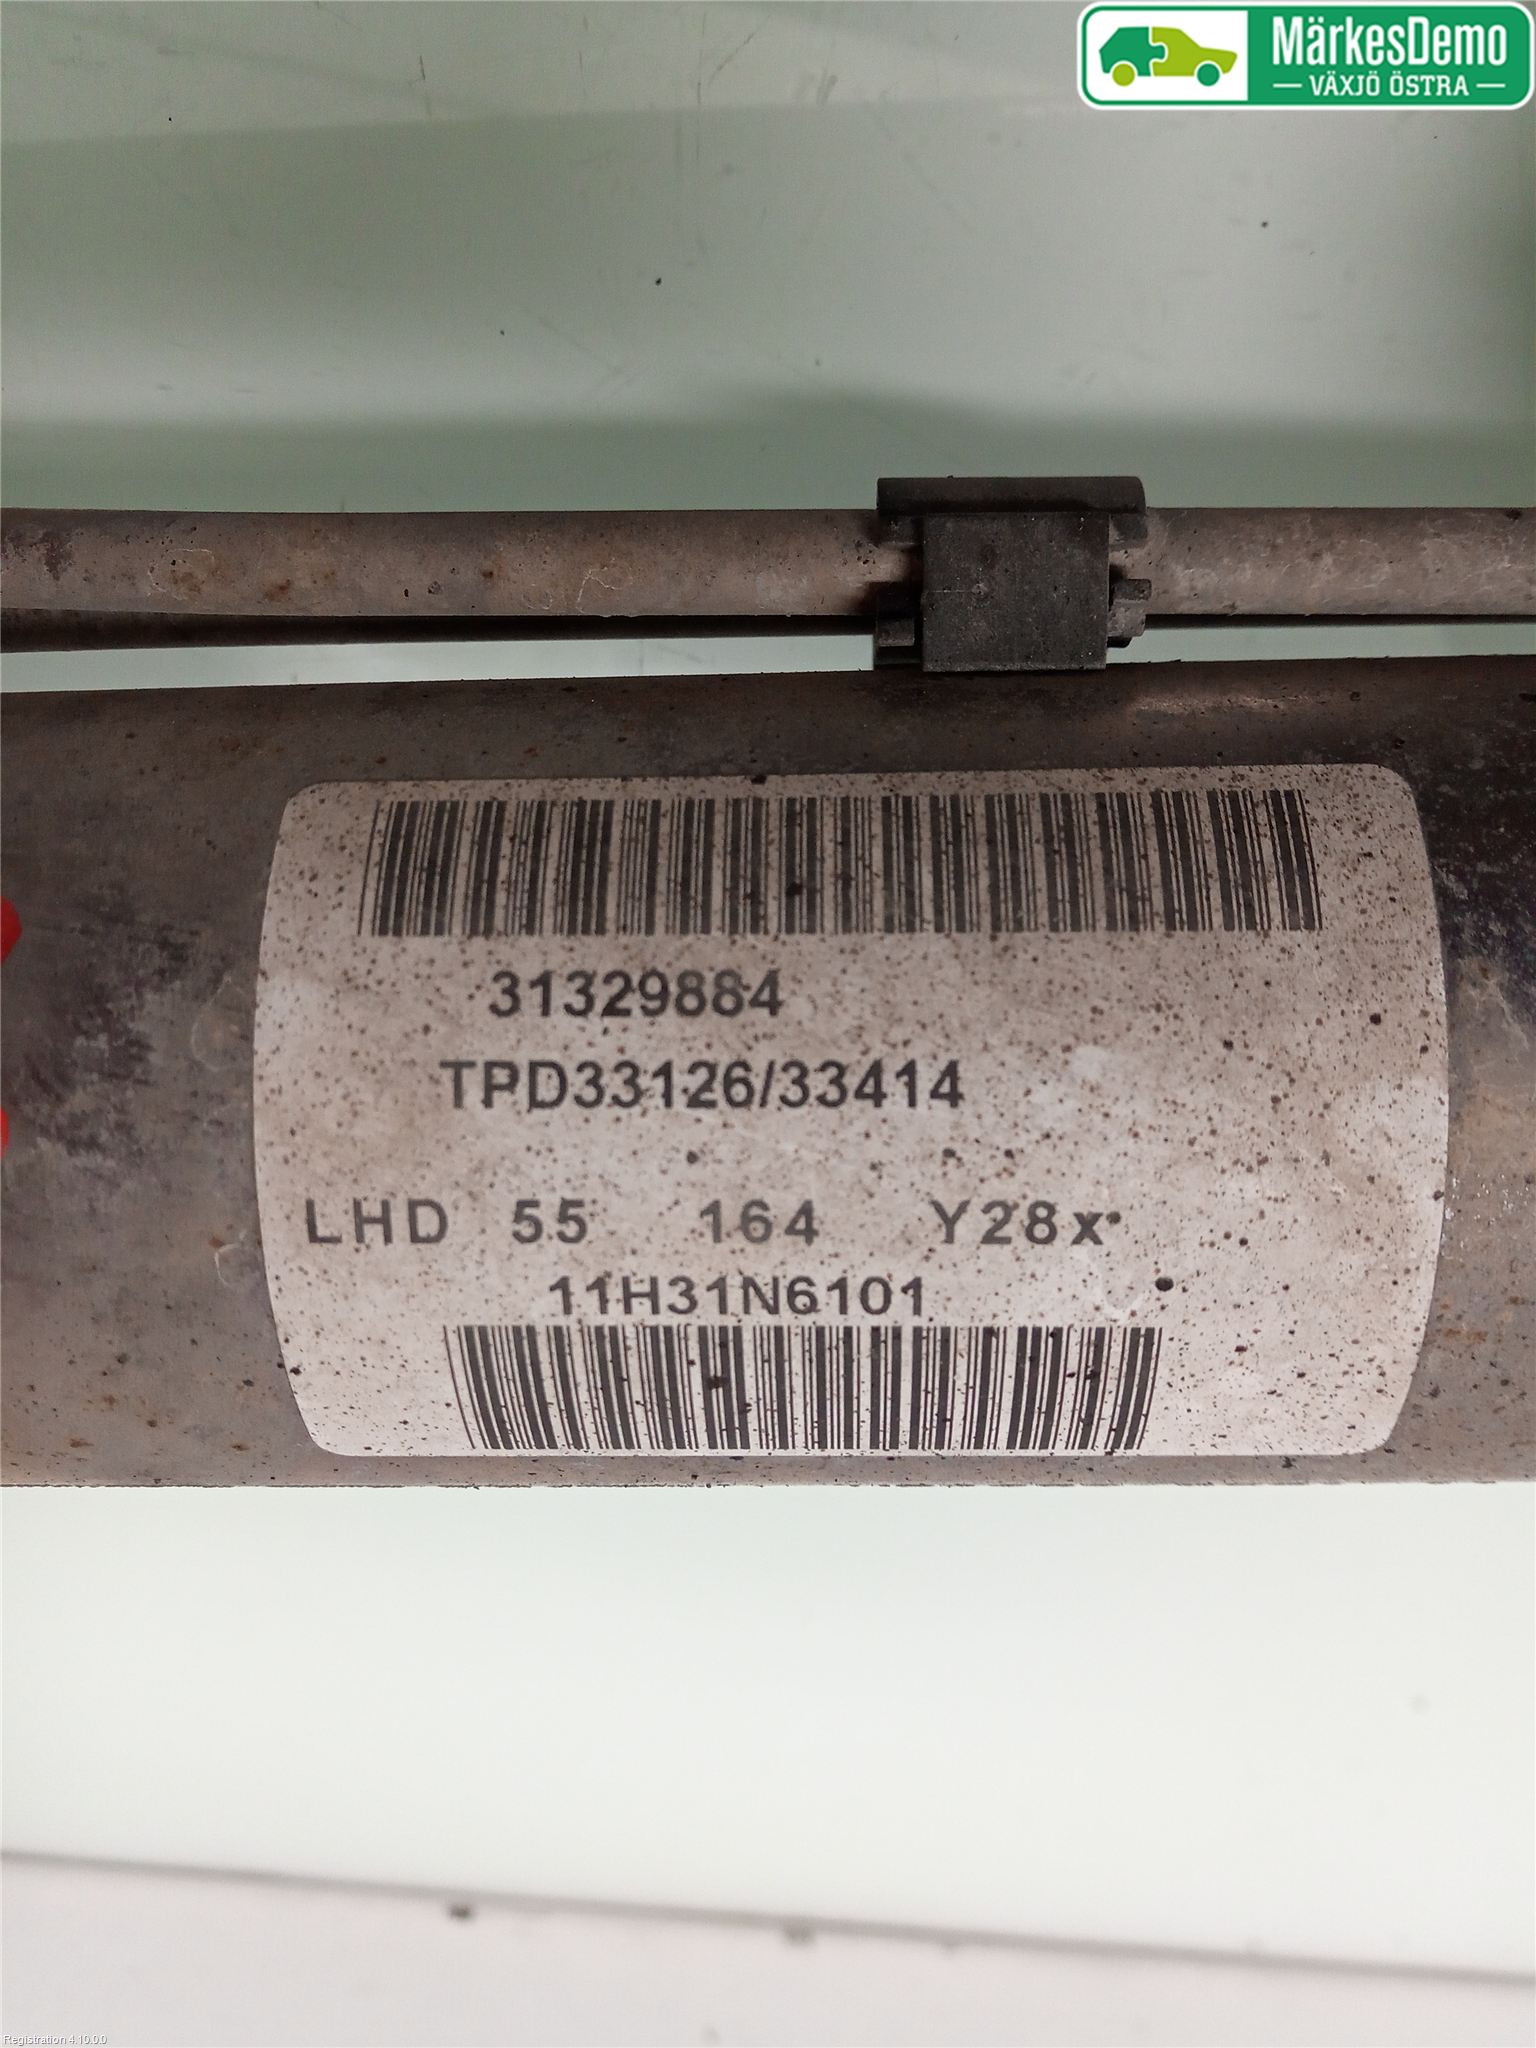 MärkesDemo
VÄXJÖ ÖSTRA
31329884
TPD33126/33414
LHD 55 164 Y28x
11H31N6101
Registration 4.10.0.0